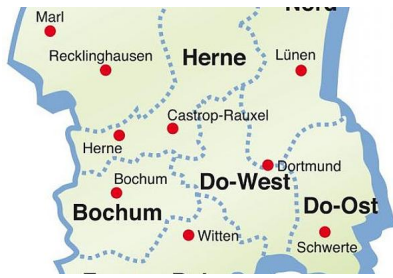 Marl
Recklinghausen
Herne
Lünen
Castrop-Rauxel
Herne
Dortmund
Bochum
Do-West
Bochum
Do-Ost
Witten
Schwerte